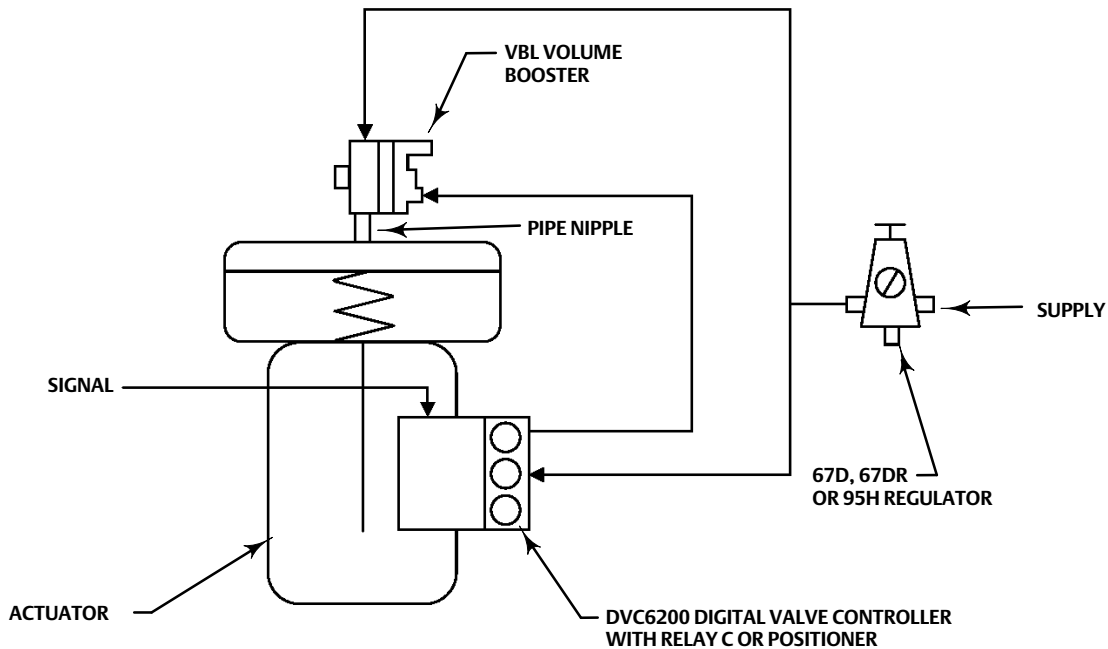 VBL VOLUME
BOOSTER
PIPE NIPPLE
SUPPLY
SIGNAL
67D, 67DR
OR 95H REGULATOR
ACTUATOR
DVC6200 DIGITAL VALVE CONTROLLER
WITH RELAY C OR POSITIONER